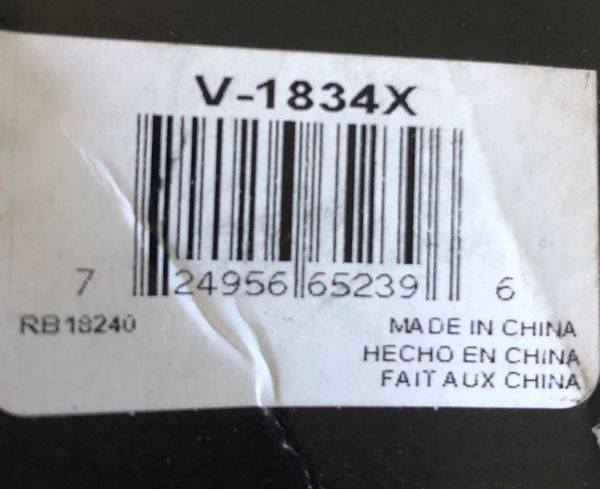 V-1834X
7 24956 65239 6
RB18240
MADE IN CHINA
HECHO EN CHINA
FAIT AUX CHINA